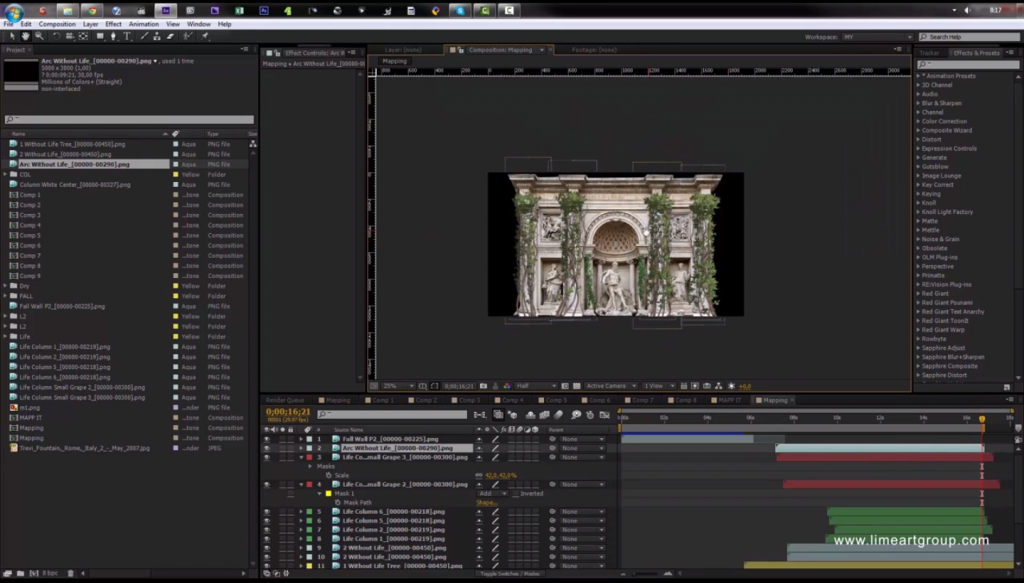 File Edit Composition Layer Effect Animation View Window Help
8:17
Workspace: MY
Search Help
Project
Effect Controls: Arc W
Layer: (none)
Composition: Mapping
Footage: (none)
Tracker
Effects & Presets
Arc Without Life_[00000-00290].png , used 1 time
Mapping • Arc Without Life_[00000-0029
Mapping
Millions of Colors+ (Straight)
non-interlaced
Name Type
1 Without Life Tree_[00000-00450].png Aqua PNG file
2 Without Life_[00000-00450].png Aqua PNG file
Arc Without Life_[00000-00290].png Aqua PNG file
COL Yellow Folder
Column White Center_[00000-00327].png Aqua PNG file
Comp 1 ...tone Composition
Comp 2 ...tone Composition
Comp 3 ...tone Composition
Comp 4 ...tone Composition
Comp 5 ...tone Composition
Comp 6 ...tone Composition
Comp 7 ...tone Composition
Comp 8 ...tone Composition
Comp 9 ...tone Composition
Dry Yellow Folder
FALL Yellow Folder
Fall Wall P2_[00000-00225].png Aqua PNG file
L2 Yellow Folder
L2 Yellow Folder
Life Yellow Folder
Life Column 1_[00000-00219].png Aqua PNG file
Life Column 2_[00000-00219].png Aqua PNG file
Life Column 5_[00000-00218].png Aqua PNG file
Life Column 6_[00000-00218].png Aqua PNG file
Life Column Small Grape 2_[00000-00300].png Aqua PNG file
Life Column Small Grape 3_[00000-00300].png Aqua PNG file
m1.png ...nder PNG file
MAPP IT ...tone Composition
Mapping ...tone Composition
Mapping ...tone Composition
Trevi_Fountain,_Rome,_Italy_2_-_May_2007.jpg ...nder JPEG
8 bpc
* Animation Presets
3D Channel
Audio
Blur & Sharpen
Channel
Color Correction
Composite Wizard
Distort
Expression Controls
Generate
Image Lounge
Key Correct
Keying
Knoll
Knoll Light Factory
Matte
Mettle
Noise & Grain
Obsolete
OLM Plug-ins
Perspective
Primatte
RE:Vision Plug-ins
Red Giant
Red Giant Psunami
Red Giant Text Anarchy
Red Giant ToonIt
Red Giant Warp
Rowbyte
Sapphire Adjust
Sapphire Blur+Sharpen
Sapphire Composite
Sapphire Distort
25% 0;00;16;21 Half Active Camera 1 View +0,0
Render Queue Mapping Comp 1 Comp 2 Comp 3 Comp 4 Comp 5 Comp 6 Comp 7 Comp 8 MAPP IT Comp 9 Mapping
0;00;16;21
Source Name Parent
1 Fall Wall P2_[00000-00225].png None
2 Arc Without Life_[00000-00290].png None
3 Life Co...mall Grape 3_[00000-00300].png None
Masks
Scale 42,0,42,0%
4 Life Co...mall Grape 2_[00000-00300].png None
Mask 1 Add Inverted
Mask Path Shape...
5 Life Column 6_[00000-00218].png None
6 Life Column 5_[00000-00218].png None
7 Life Column 2_[00000-00219].png None
8 Life Column 1_[00000-00219].png None
9 2 Without Life_[00000-00450].png None
10 2 Without Life_[00000-00450].png None
11 1 Without Life Tree_[00000-00450].png None
Toggle Switches / Modes
www.limeartgroup.com